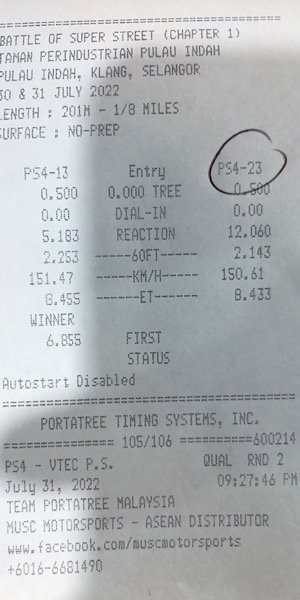 BATTLE OF SUPER STREET (CHAPTER 1)
TAMAN PERINDUSTRIAN PULAU INDAH
PULAU INDAH, KLANG, SELANGOR
30 & 31 JULY 2022
LENGTH : 201M - 1/8 MILES
SURFACE : NO-PREP
PS4-13 Entry PS4-23
0.500 0.000 TREE 0.500
0.00 DIAL-IN 0.00
5.183 REACTION 12.060
2.253 -----60FT----- 2.143
151.47 -----KM/H----- 150.61
8.455 ------ET------ 8.433
WINNER
6.855 FIRST
STATUS
Autostart Disabled
PORTATREE TIMING SYSTEMS, INC.
=============== 105/106 ==========600214
PS4 - VTEC P.S. QUAL RND 2
July 31, 2022 09:27:46 PM
TEAM PORTATREE MALAYSIA
MUSC MOTORSPORTS - ASEAN DISTRIBUTOR
www.facebook.com/muscmotorsports
+6016-6681490